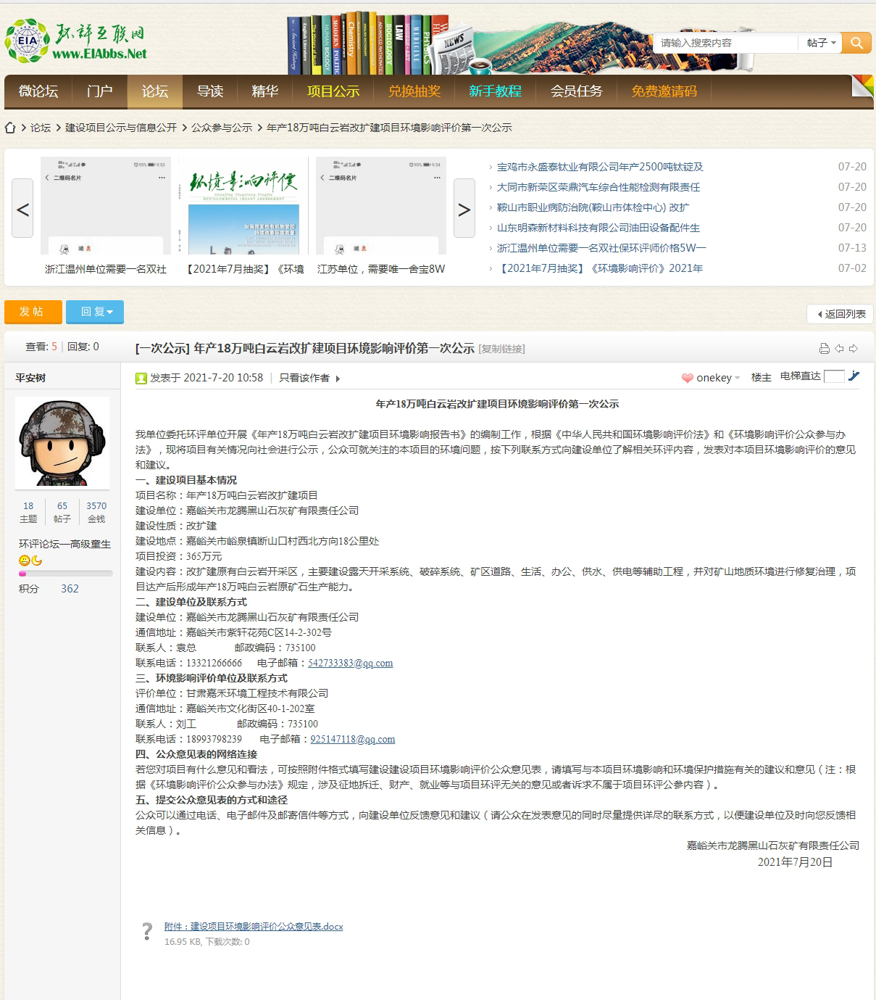 环评互联网
EIA
www.EIAbbs.Net
请输入搜索内容
帖子
微论坛 门户 论坛 导读 精华 项目公示 兑换抽奖 新手教程 会员任务 免费邀请码
论坛 > 建设项目公示与信息公开 > 公众参与公示 > 年产18万吨白云岩改扩建项目环境影响评价第一次公示
二维码名片
环境影响评价
二维码名片
浙江温州单位需要一名双社
【2021年7月抽奖】《环境
江苏单位，需要唯一舍宝8W
宝鸡市永盛泰钛业有限公司年产2500吨钛锭及 07-20
大同市新荣区荣鼎汽车综合性能检测有限责任 07-20
鞍山市职业病防治院(鞍山市体检中心) 改扩 07-20
山东明森新材料科技有限公司油田设备配件生 07-20
浙江温州单位需要一名双社保环评师价格5W一 07-13
【2021年7月抽奖】《环境影响评价》2021年 07-02
发帖 回复
返回列表
查看: 5 | 回复: 0
[一次公示] 年产18万吨白云岩改扩建项目环境影响评价第一次公示 [复制链接]
平安树
发表于 2021-7-20 10:58 | 只看该作者
onekey 楼主 电梯直达
18 65 3570
主题 帖子 金钱
环评论坛—高级童生
积分 362
年产18万吨白云岩改扩建项目环境影响评价第一次公示
我单位委托环评单位开展《年产18万吨白云岩改扩建项目环境影响报告书》的编制工作，根据《中华人民共和国环境影响评价法》和《环境影响评价公众参与办
法》，现将项目有关情况向社会进行公示，公众可就关注的本项目的环境问题，按下列联系方式向建设单位了解相关环评内容，发表对本项目环境影响评价的意见
和建议。
一、建设项目基本情况
项目名称：年产18万吨白云岩改扩建项目
建设单位：嘉峪关市龙腾黑山石灰矿有限责任公司
建设性质：改扩建
建设地点：嘉峪关市峪泉镇断山口村西北方向18公里处
项目投资：365万元
建设内容：改扩建原有白云岩开采区，主要建设露天开采系统、破碎系统、矿区道路、生活、办公、供水、供电等辅助工程，并对矿山地质环境进行修复治理，项
目达产后形成年产18万吨白云岩原矿石生产能力。
二、建设单位及联系方式
建设单位：嘉峪关市龙腾黑山石灰矿有限责任公司
通信地址：嘉峪关市紫轩花苑C区14-2-302号
联系人：袁总 邮政编码：735100
联系电话：13321266666 电子邮箱：542733383@qq.com
三、环境影响评价单位及联系方式
评价单位：甘肃嘉禾环境工程技术有限公司
通信地址：嘉峪关市文化街区40-1-202室
联系人：刘工 邮政编码：735100
联系电话：18993798239 电子邮箱：925147118@qq.com
四、公众意见表的网络连接
若您对项目有什么意见和看法，可按照附件格式填写建设建设项目环境影响评价公众意见表，请填写与本项目环境影响和环境保护措施有关的建议和意见（注：根
据《环境影响评价公众参与办法》规定，涉及征地拆迁、财产、就业等与项目环评无关的意见或者诉求不属于项目环评公参内容）。
五、提交公众意见表的方式和途径
公众可以通过电话、电子邮件及邮寄信件等方式，向建设单位反馈意见和建议（请公众在发表意见的同时尽量提供详尽的联系方式，以便建设单位及时向您反馈相
关信息）。
嘉峪关市龙腾黑山石灰矿有限责任公司
2021年7月20日
附件：建设项目环境影响评价公众意见表.docx
16.95 KB, 下载次数: 0